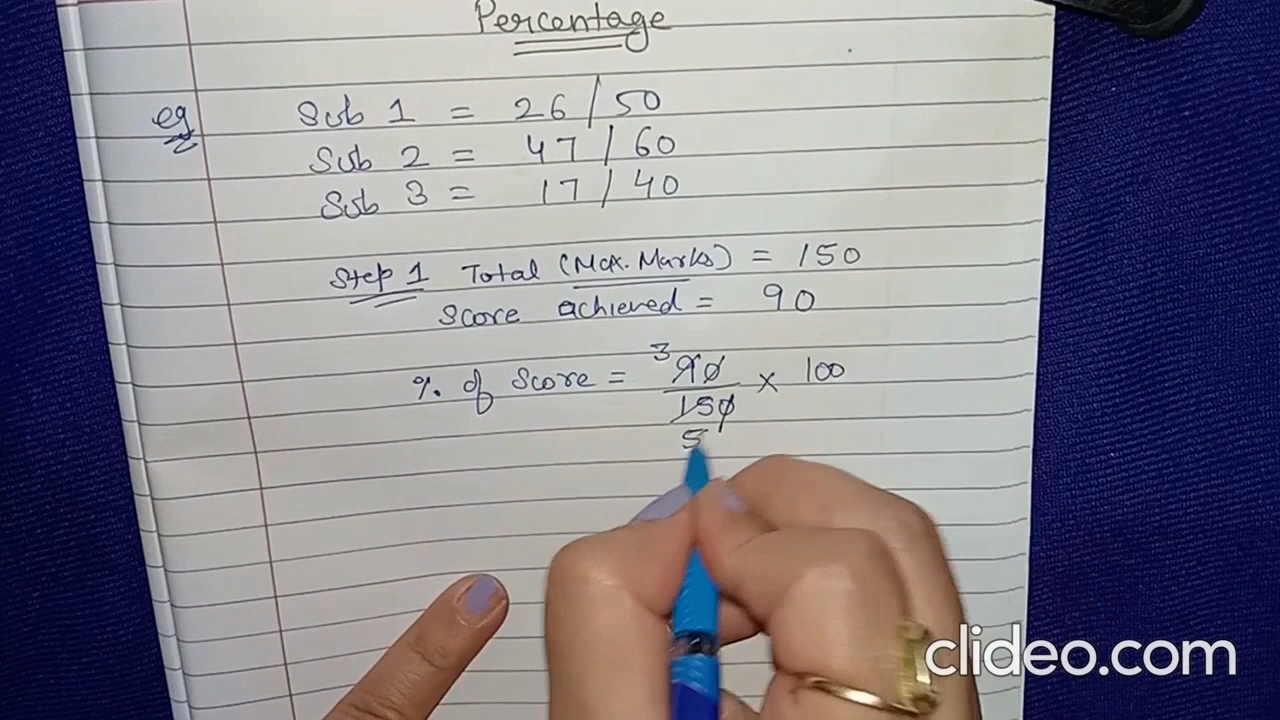 Percentage
eg Sub 1 = 26/50
Sub 2 = 47/60
Sub 3 = 17/40
Step 1 Total (Max. Marks) = 150
Score achieved = 90
%. of Score = 3 90 × 100
150
5
clideo.com